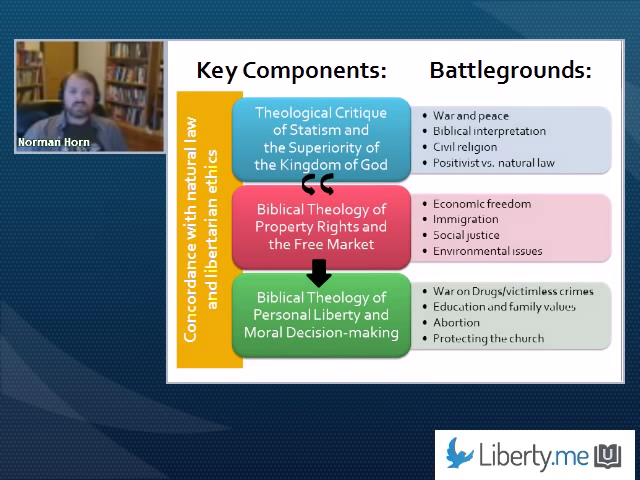 Norman Horn
Key Components:
Battlegrounds:
Concordance with natural law
and libertarian ethics
Theological Critique
of Statism and
the Superiority of
the Kingdom of God
• War and peace
• Biblical interpretation
• Civil religion
• Positivist vs. natural law
Biblical Theology of
Property Rights and
the Free Market
• Economic freedom
• Immigration
• Social justice
• Environmental issues
Biblical Theology of
Personal Liberty and
Moral Decision-making
• War on Drugs/victimless crimes
• Education and family values
• Abortion
• Protecting the church
Liberty.me U